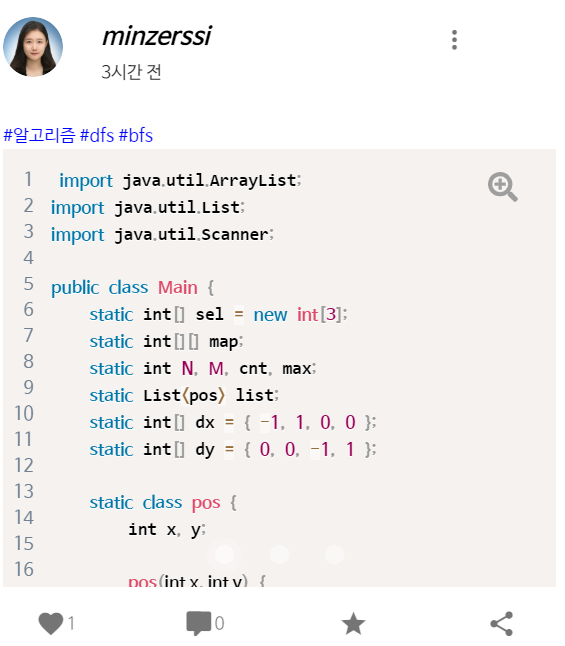 minzerssi
3시간 전
#알고리즘 #dfs #bfs
1 import java.util.ArrayList;
2 import java.util.List;
3 import java.util.Scanner;
4
5 public class Main {
6 static int[] sel = new int[3];
7 static int[][] map;
8 static int N, M, cnt, max;
9 static List<pos> list;
10 static int[] dx = { -1, 1, 0, 0 };
11 static int[] dy = { 0, 0, -1, 1 };
12
13 static class pos {
14 int x, y;
15
16 pos(int x, int y) {
1 0